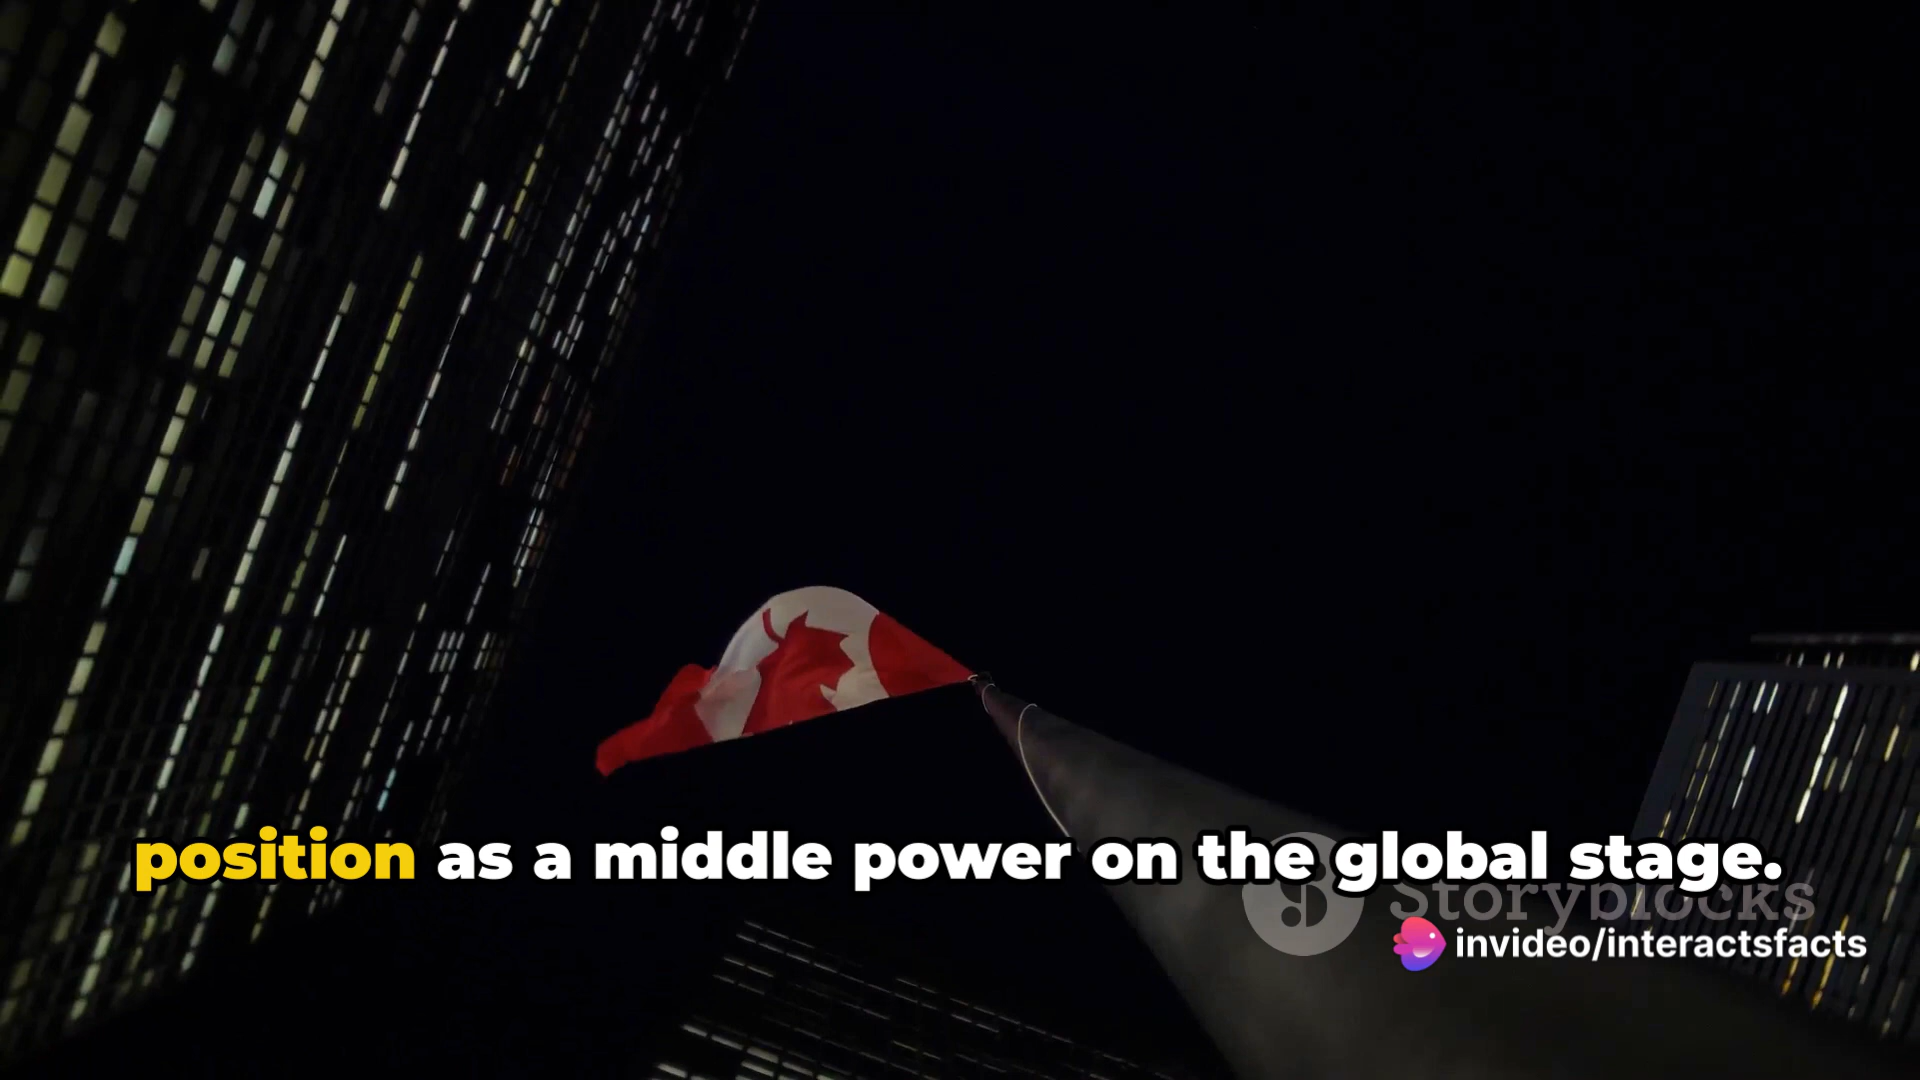 position as a middle power on the global stage.
Storyblocks
invideo/interactsfacts